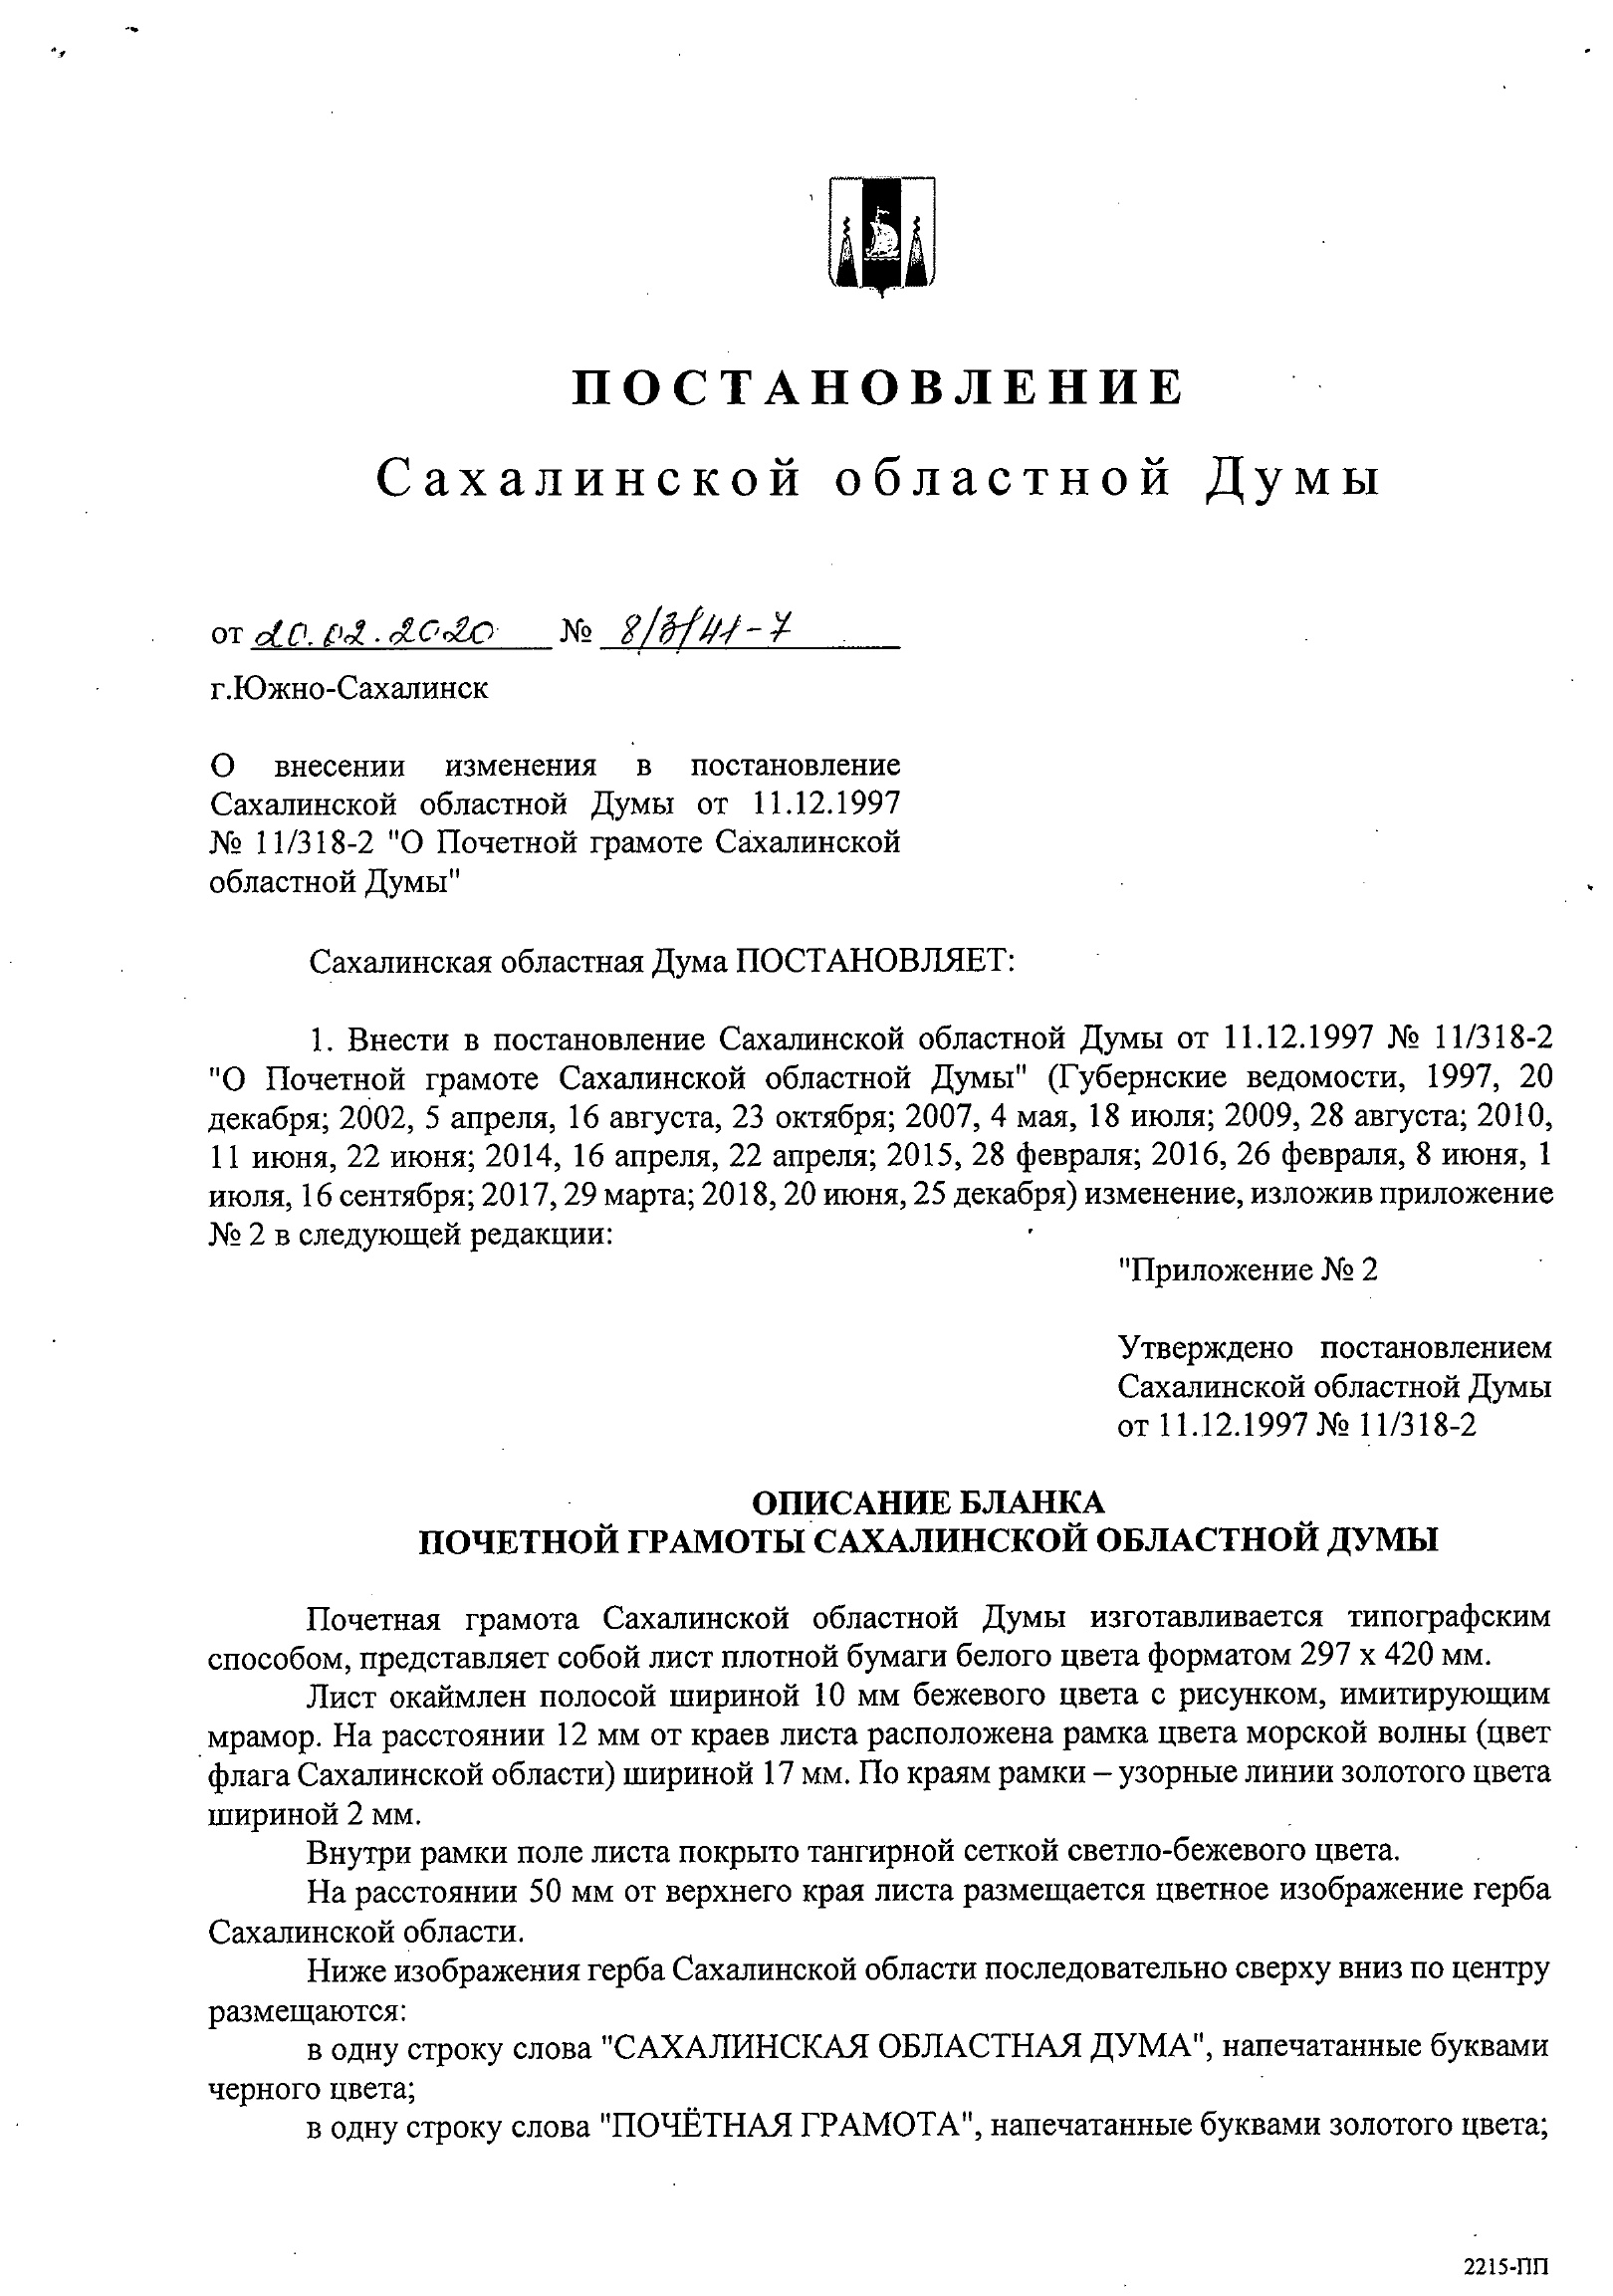 ПОСТАНОВЛЕНИЕ
Сахалинской областной Думы
от 20.02.2020 № 8/3/41-7
г.Южно-Сахалинск
О внесении изменения в постановление
Сахалинской областной Думы от 11.12.1997
№ 11/318-2 "О Почетной грамоте Сахалинской
областной Думы"
Сахалинская областная Дума ПОСТАНОВЛЯЕТ:
1. Внести в постановление Сахалинской областной Думы от 11.12.1997 № 11/318-2
"О Почетной грамоте Сахалинской областной Думы" (Губернские ведомости, 1997, 20
декабря; 2002, 5 апреля, 16 августа, 23 октября; 2007, 4 мая, 18 июля; 2009, 28 августа; 2010,
11 июня, 22 июня; 2014, 16 апреля, 22 апреля; 2015, 28 февраля; 2016, 26 февраля, 8 июня, 1
июля, 16 сентября; 2017, 29 марта; 2018, 20 июня, 25 декабря) изменение, изложив приложение
№ 2 в следующей редакции:
"Приложение № 2
Утверждено постановлением
Сахалинской областной Думы
от 11.12.1997 № 11/318-2
ОПИСАНИЕ БЛАНКА
ПОЧЕТНОЙ ГРАМОТЫ САХАЛИНСКОЙ ОБЛАСТНОЙ ДУМЫ
Почетная грамота Сахалинской областной Думы изготавливается типографским
способом, представляет собой лист плотной бумаги белого цвета форматом 297 х 420 мм.
Лист окаймлен полосой шириной 10 мм бежевого цвета с рисунком, имитирующим
мрамор. На расстоянии 12 мм от краев листа расположена рамка цвета морской волны (цвет
флага Сахалинской области) шириной 17 мм. По краям рамки – узорные линии золотого цвета
шириной 2 мм.
Внутри рамки поле листа покрыто тангирной сеткой светло-бежевого цвета.
На расстоянии 50 мм от верхнего края листа размещается цветное изображение герба
Сахалинской области.
Ниже изображения герба Сахалинской области последовательно сверху вниз по центру
размещаются:
в одну строку слова "САХАЛИНСКАЯ ОБЛАСТНАЯ ДУМА", напечатанные буквами
черного цвета;
в одну строку слова "ПОЧЁТНАЯ ГРАМОТА", напечатанные буквами золотого цвета;
2215-ПП